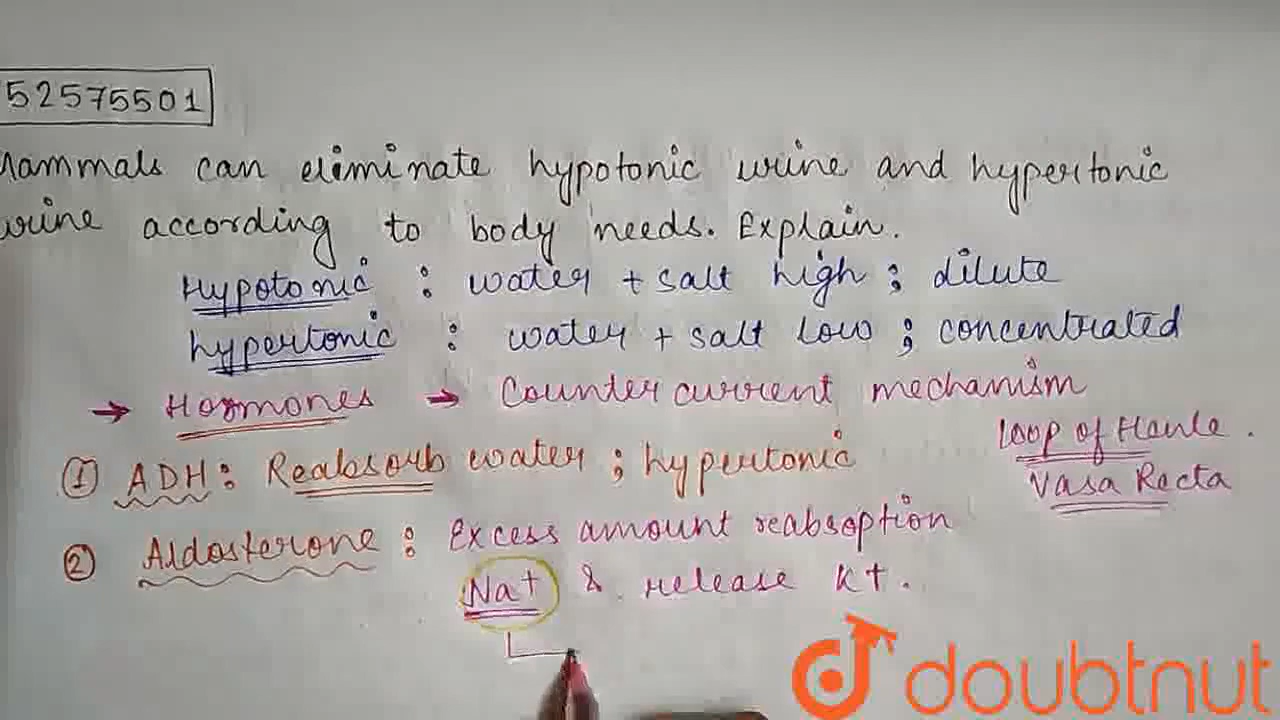 52575501
Mammals can eliminate hypotonic urine and hypertonic
urine according to body needs. Explain.
Hypotonic : water + salt high ; dilute
hypertonic : water + salt low ; concentrated
→ Hormones → Counter current mechanism
Loop of Henle .
① ADH : Reabsorb water ; hypertonic
Vasa Recta
② Aldosterone : Excess amount reabsoption
Na+ & release K+ .
doubtnut